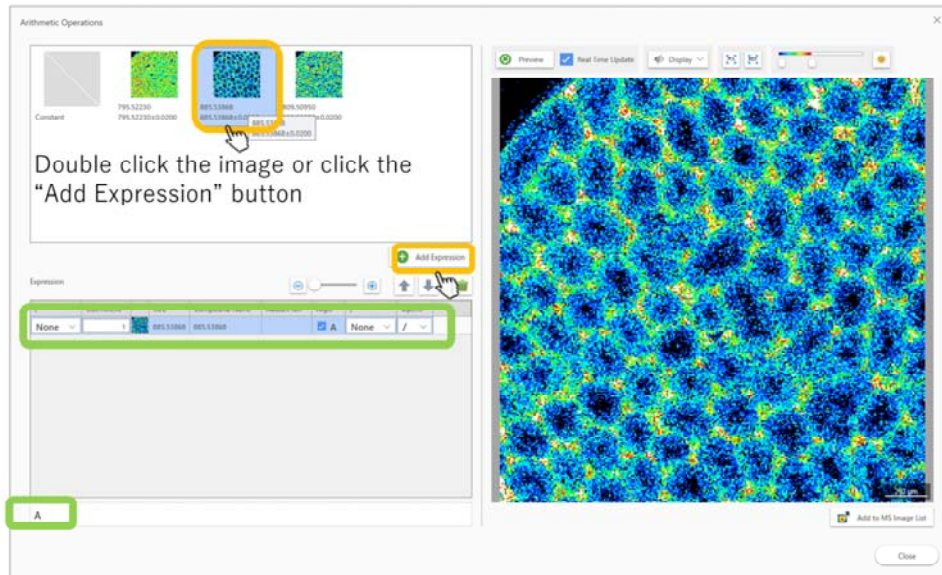 Arithmetic Operations
Constant
795.52230
795.52230±0.0200
885.53868
885.53868±0.0200
885.53868
885.53868±0.0200
809.50950
Double click the image or click the
“Add Expression” button
Add Expression
Expression
None 1 885.53868 885.53868 A None /
A
Preview
Real Time Update
Display
Add to MS Image List
Close